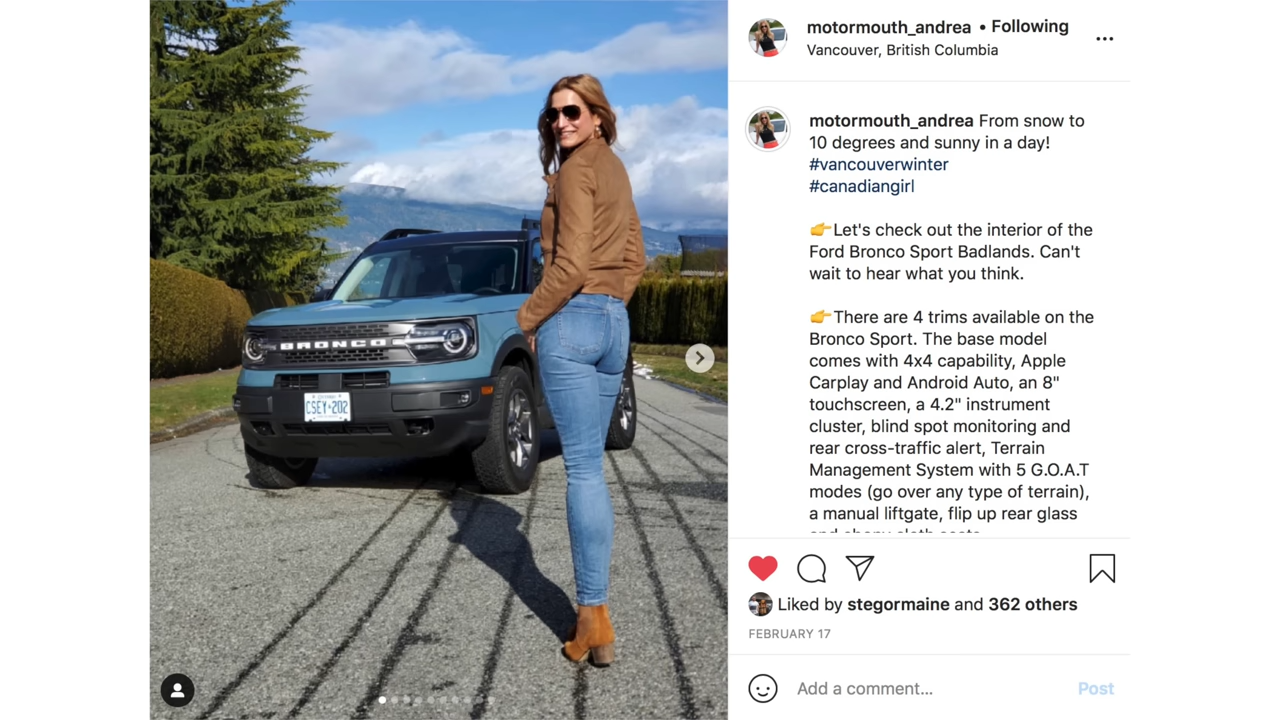 BRONCO
CSEY 202
motormouth_andrea • Following
Vancouver, British Columbia
motormouth_andrea From snow to
10 degrees and sunny in a day!
#vancouverwinter
#canadiangirl
👉Let's check out the interior of the
Ford Bronco Sport Badlands. Can't
wait to hear what you think.
👉There are 4 trims available on the
Bronco Sport. The base model
comes with 4x4 capability, Apple
Carplay and Android Auto, an 8"
touchscreen, a 4.2" instrument
cluster, blind spot monitoring and
rear cross-traffic alert, Terrain
Management System with 5 G.O.A.T
modes (go over any type of terrain),
a manual liftgate, flip up rear glass
Liked by stegormaine and 362 others
FEBRUARY 17
Add a comment...
Post